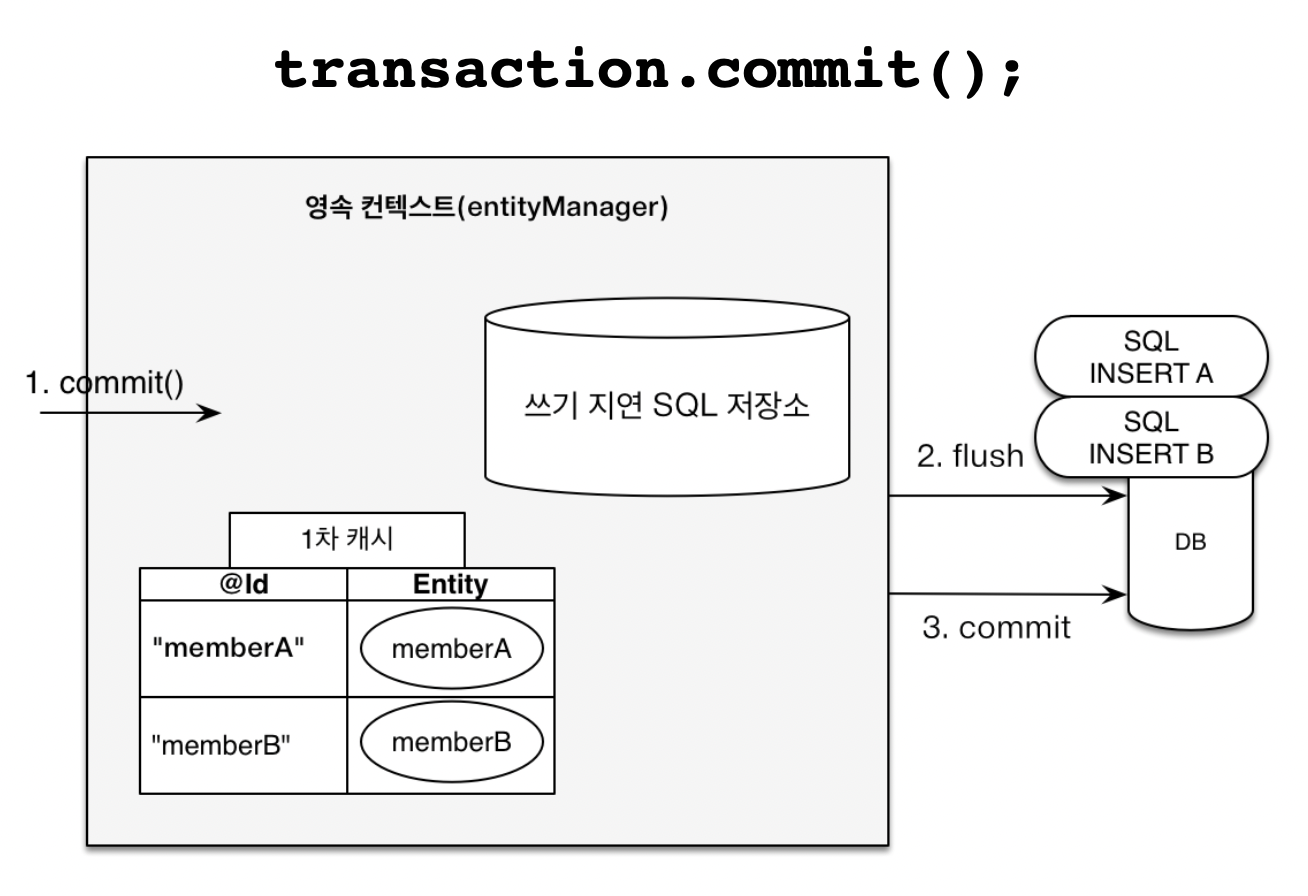 transaction.commit();
영속 컨텍스트(entityManager)
1. commit()
쓰기 지연 SQL 저장소
SQL
INSERT A
SQL
INSERT B
2. flush
DB
3. commit
1차 캐시
@Id Entity
"memberA" memberA
"memberB" memberB